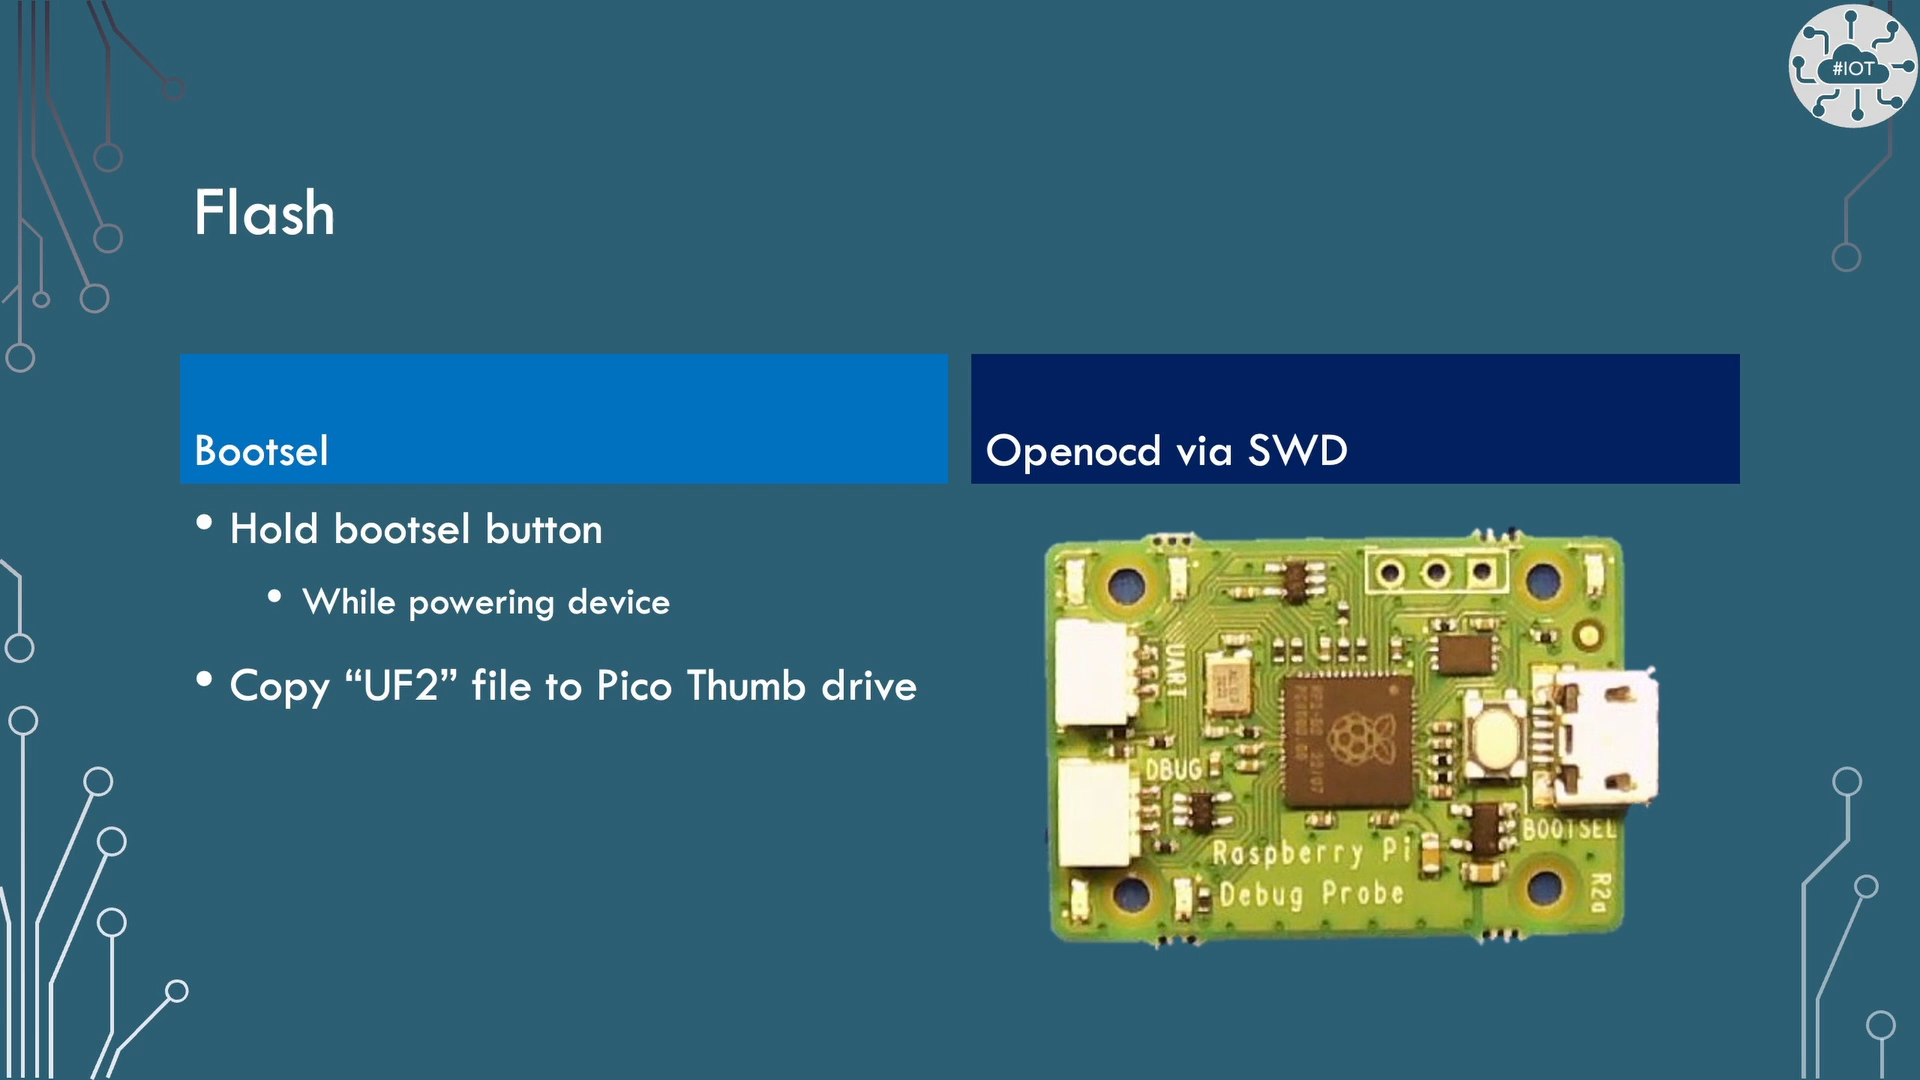 #IOT
Flash
Bootsel
Openocd via SWD
• Hold bootsel button
• While powering device
• Copy “UF2” file to Pico Thumb drive
UART
DBUG
BOOTSEL
Raspberry Pi
Debug Probe